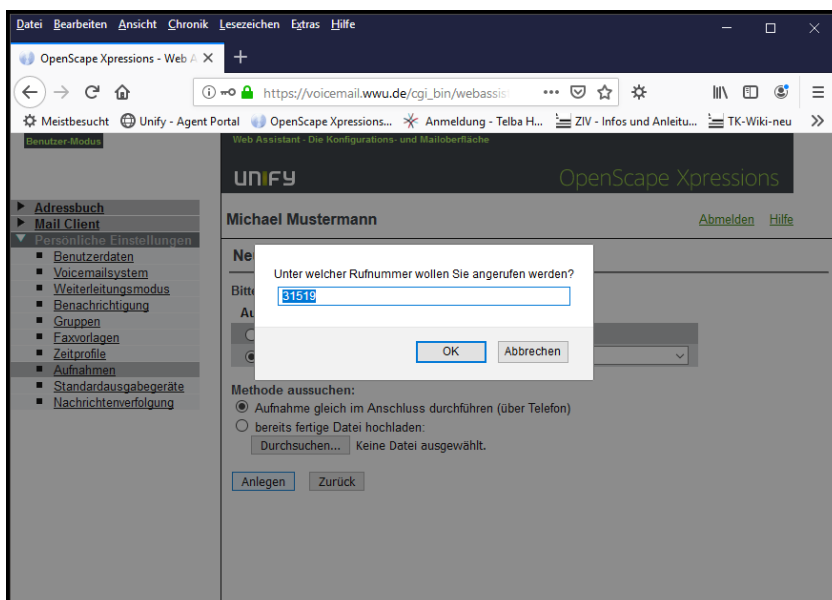 Datei Bearbeiten Ansicht Chronik Lesezeichen Extras Hilfe
OpenScape Xpressions - Web A
https://voicemail.wwu.de/cgi_bin/webassis
Meistbesucht Unify - Agent Portal OpenScape Xpressions... Anmeldung - Telba H... ZIV - Infos und Anleitu... TK-Wiki-neu
Benutzer-Modus
Web Assistant - Die Konfigurations- und Mailoberfläche
UNIFY OpenScape Xpressions
Adressbuch
Mail Client
Persönliche Einstellungen
Benutzerdaten
Voicemailsystem
Weiterleitungsmodus
Benachrichtigung
Gruppen
Faxvorlagen
Zeitprofile
Aufnahmen
Standardausgabegeräte
Nachrichtenverfolgung
Michael Mustermann Abmelden Hilfe
Ne
Bitt
Au
Unter welcher Rufnummer wollen Sie angerufen werden?
31519
OK Abbrechen
Methode aussuchen:
Aufnahme gleich im Anschluss durchführen (über Telefon)
bereits fertige Datei hochladen:
Durchsuchen... Keine Datei ausgewählt.
Anlegen Zurück